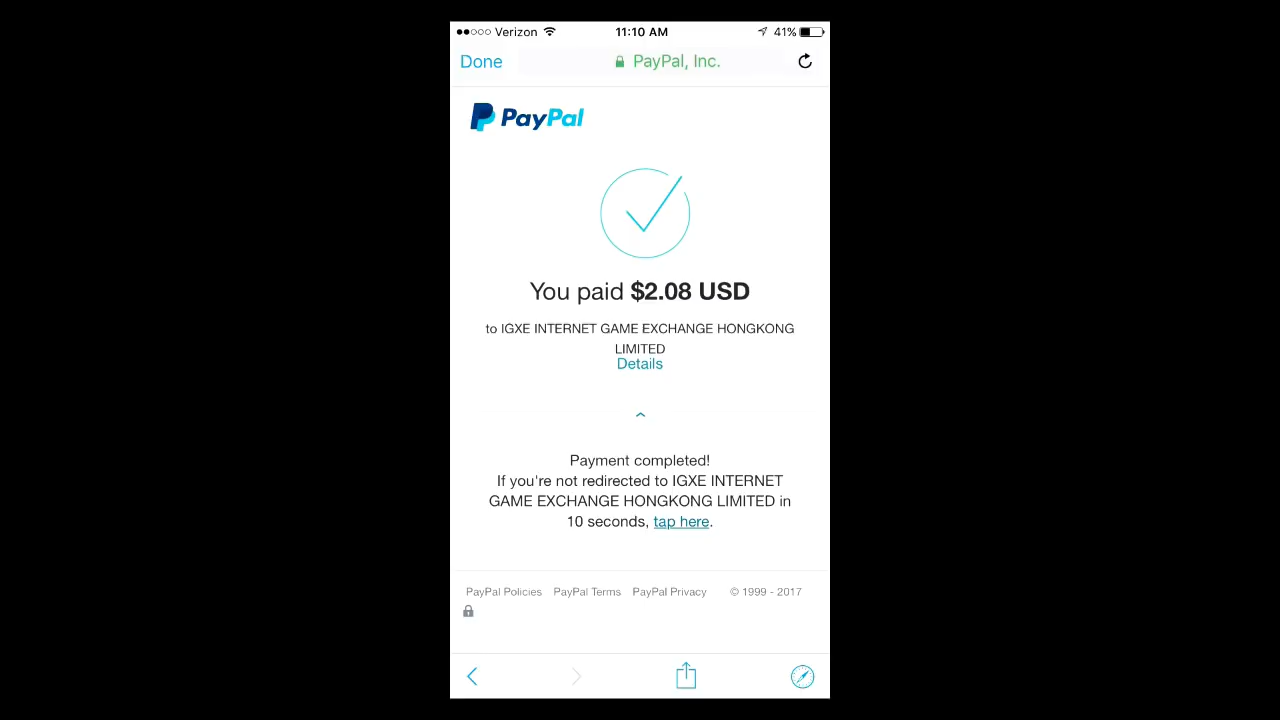 Verizon 11:10 AM 41%
Done PayPal, Inc.
PayPal
You paid $2.08 USD
to IGXE INTERNET GAME EXCHANGE HONGKONG
LIMITED
Details
Payment completed!
If you're not redirected to IGXE INTERNET
GAME EXCHANGE HONGKONG LIMITED in
10 seconds, tap here.
PayPal Policies PayPal Terms PayPal Privacy © 1999 - 2017